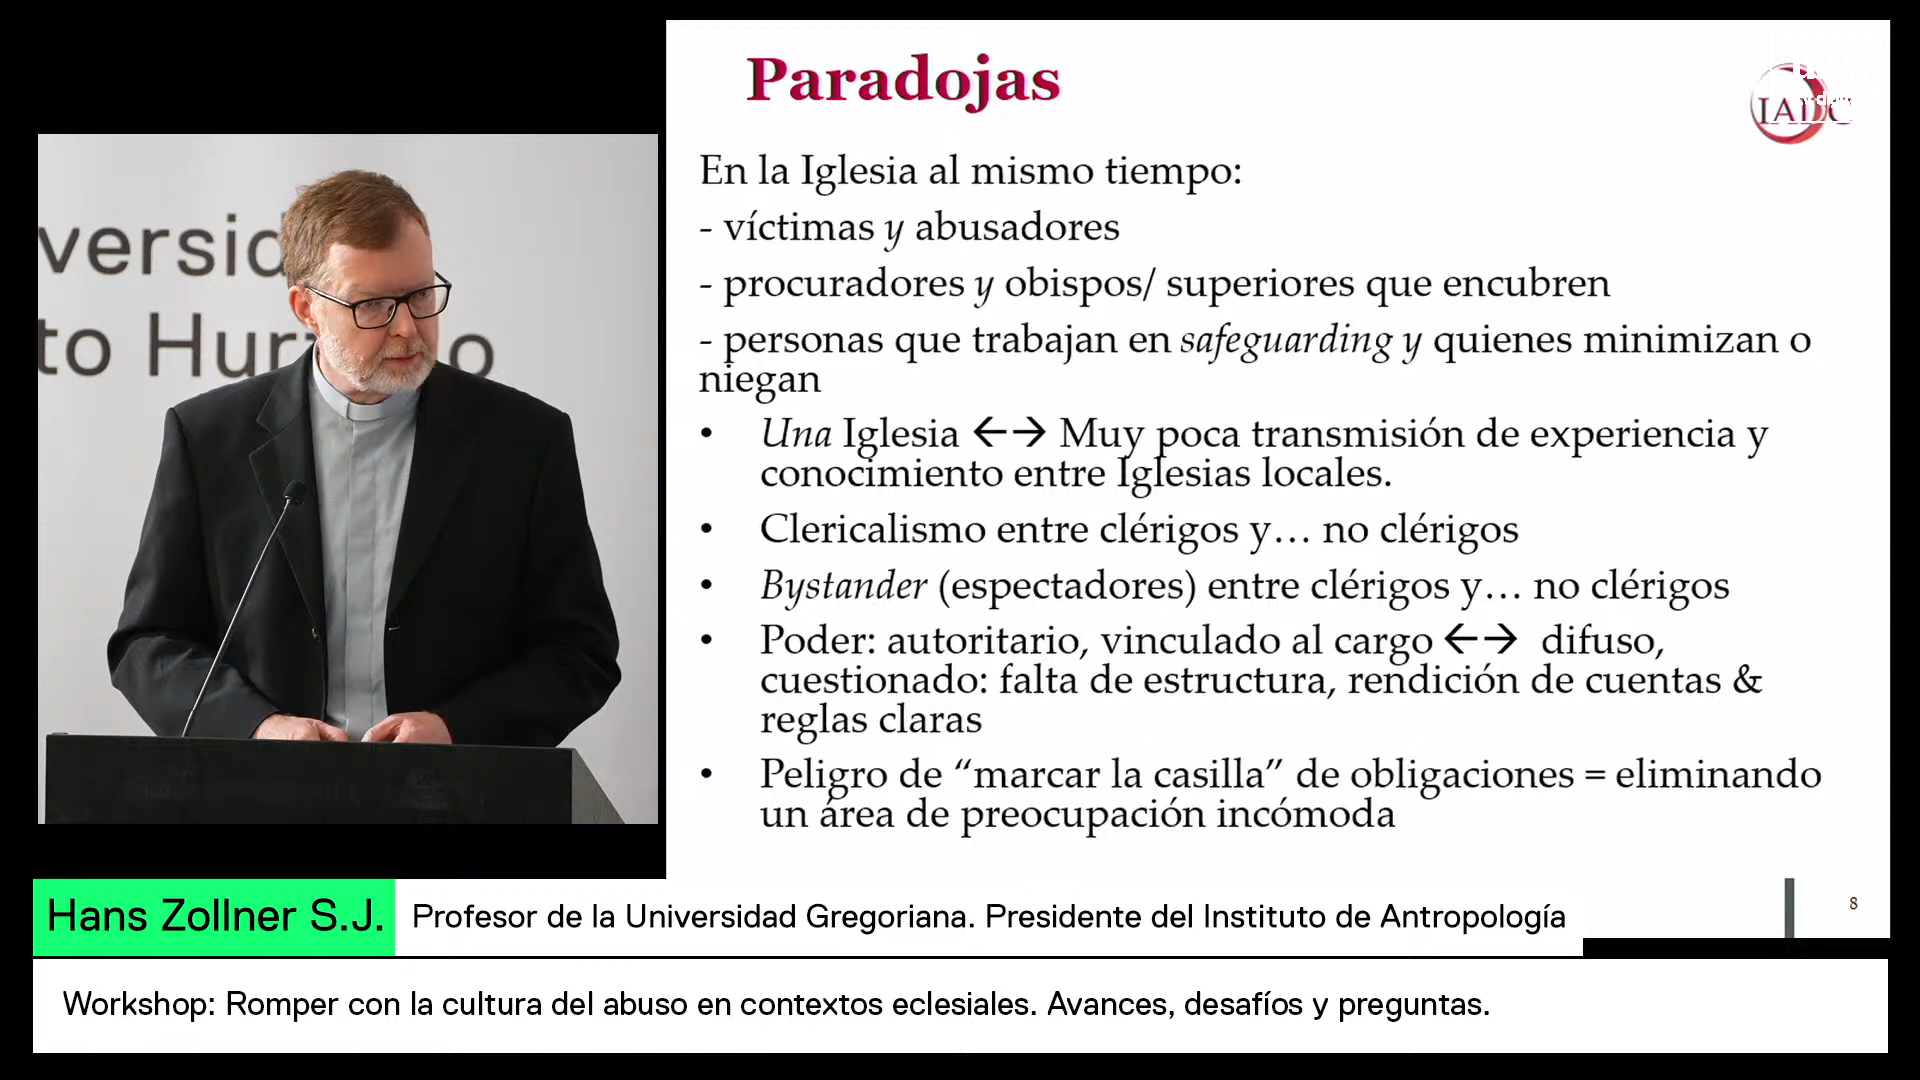 Paradojas
IADC
En la Iglesia al mismo tiempo:
- víctimas y abusadores
- procuradores y obispos/ superiores que encubren
- personas que trabajan en safeguarding y quienes minimizan o
niegan
• Una Iglesia ←→ Muy poca transmisión de experiencia y
conocimiento entre Iglesias locales.
• Clericalismo entre clérigos y… no clérigos
• Bystander (espectadores) entre clérigos y… no clérigos
• Poder: autoritario, vinculado al cargo ←→ difuso,
cuestionado: falta de estructura, rendición de cuentas &
reglas claras
• Peligro de “marcar la casilla” de obligaciones = eliminando
un área de preocupación incómoda
8
versid
to Hur o
Hans Zollner S.J.
Profesor de la Universidad Gregoriana. Presidente del Instituto de Antropología
Workshop: Romper con la cultura del abuso en contextos eclesiales. Avances, desafíos y preguntas.